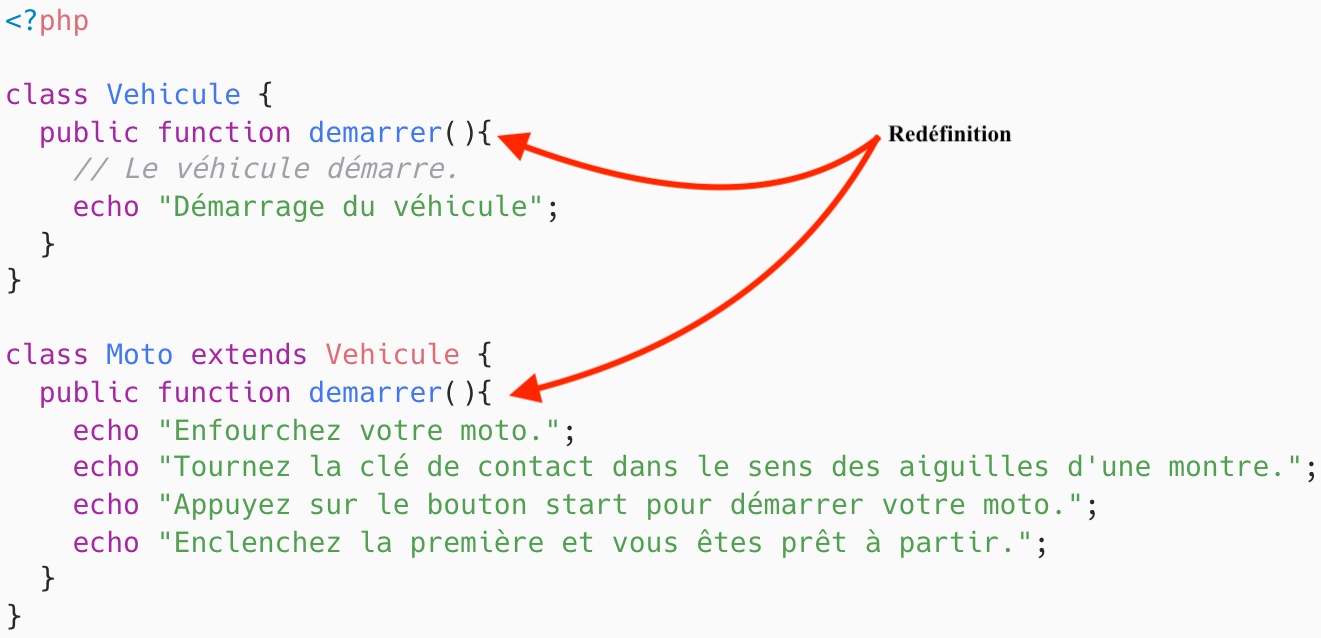 <?php
class Vehicule {
public function demarrer(){
Redéfinition
// Le véhicule démarre.
echo "Démarrage du véhicule";
}
}
class Moto extends Vehicule {
public function demarrer(){
echo "Enfourchez votre moto.";
echo "Tournez la clé de contact dans le sens des aiguilles d'une montre.";
echo "Appuyez sur le bouton start pour démarrer votre moto.";
echo "Enclenchez la première et vous êtes prêt à partir.";
}
}